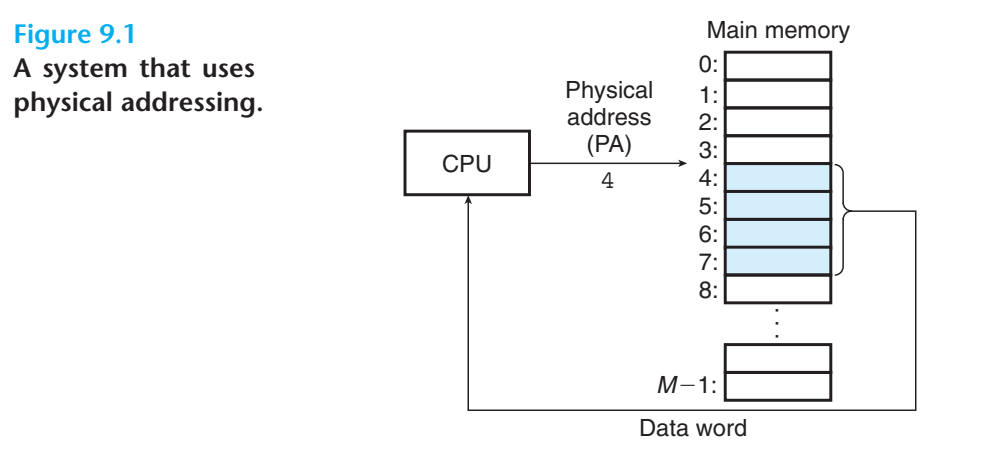 Figure 9.1
A system that uses
physical addressing.
Main memory
0:
1:
2:
3:
4:
5:
6:
7:
8:
M−1:
Physical
address
(PA)
4
CPU
Data word